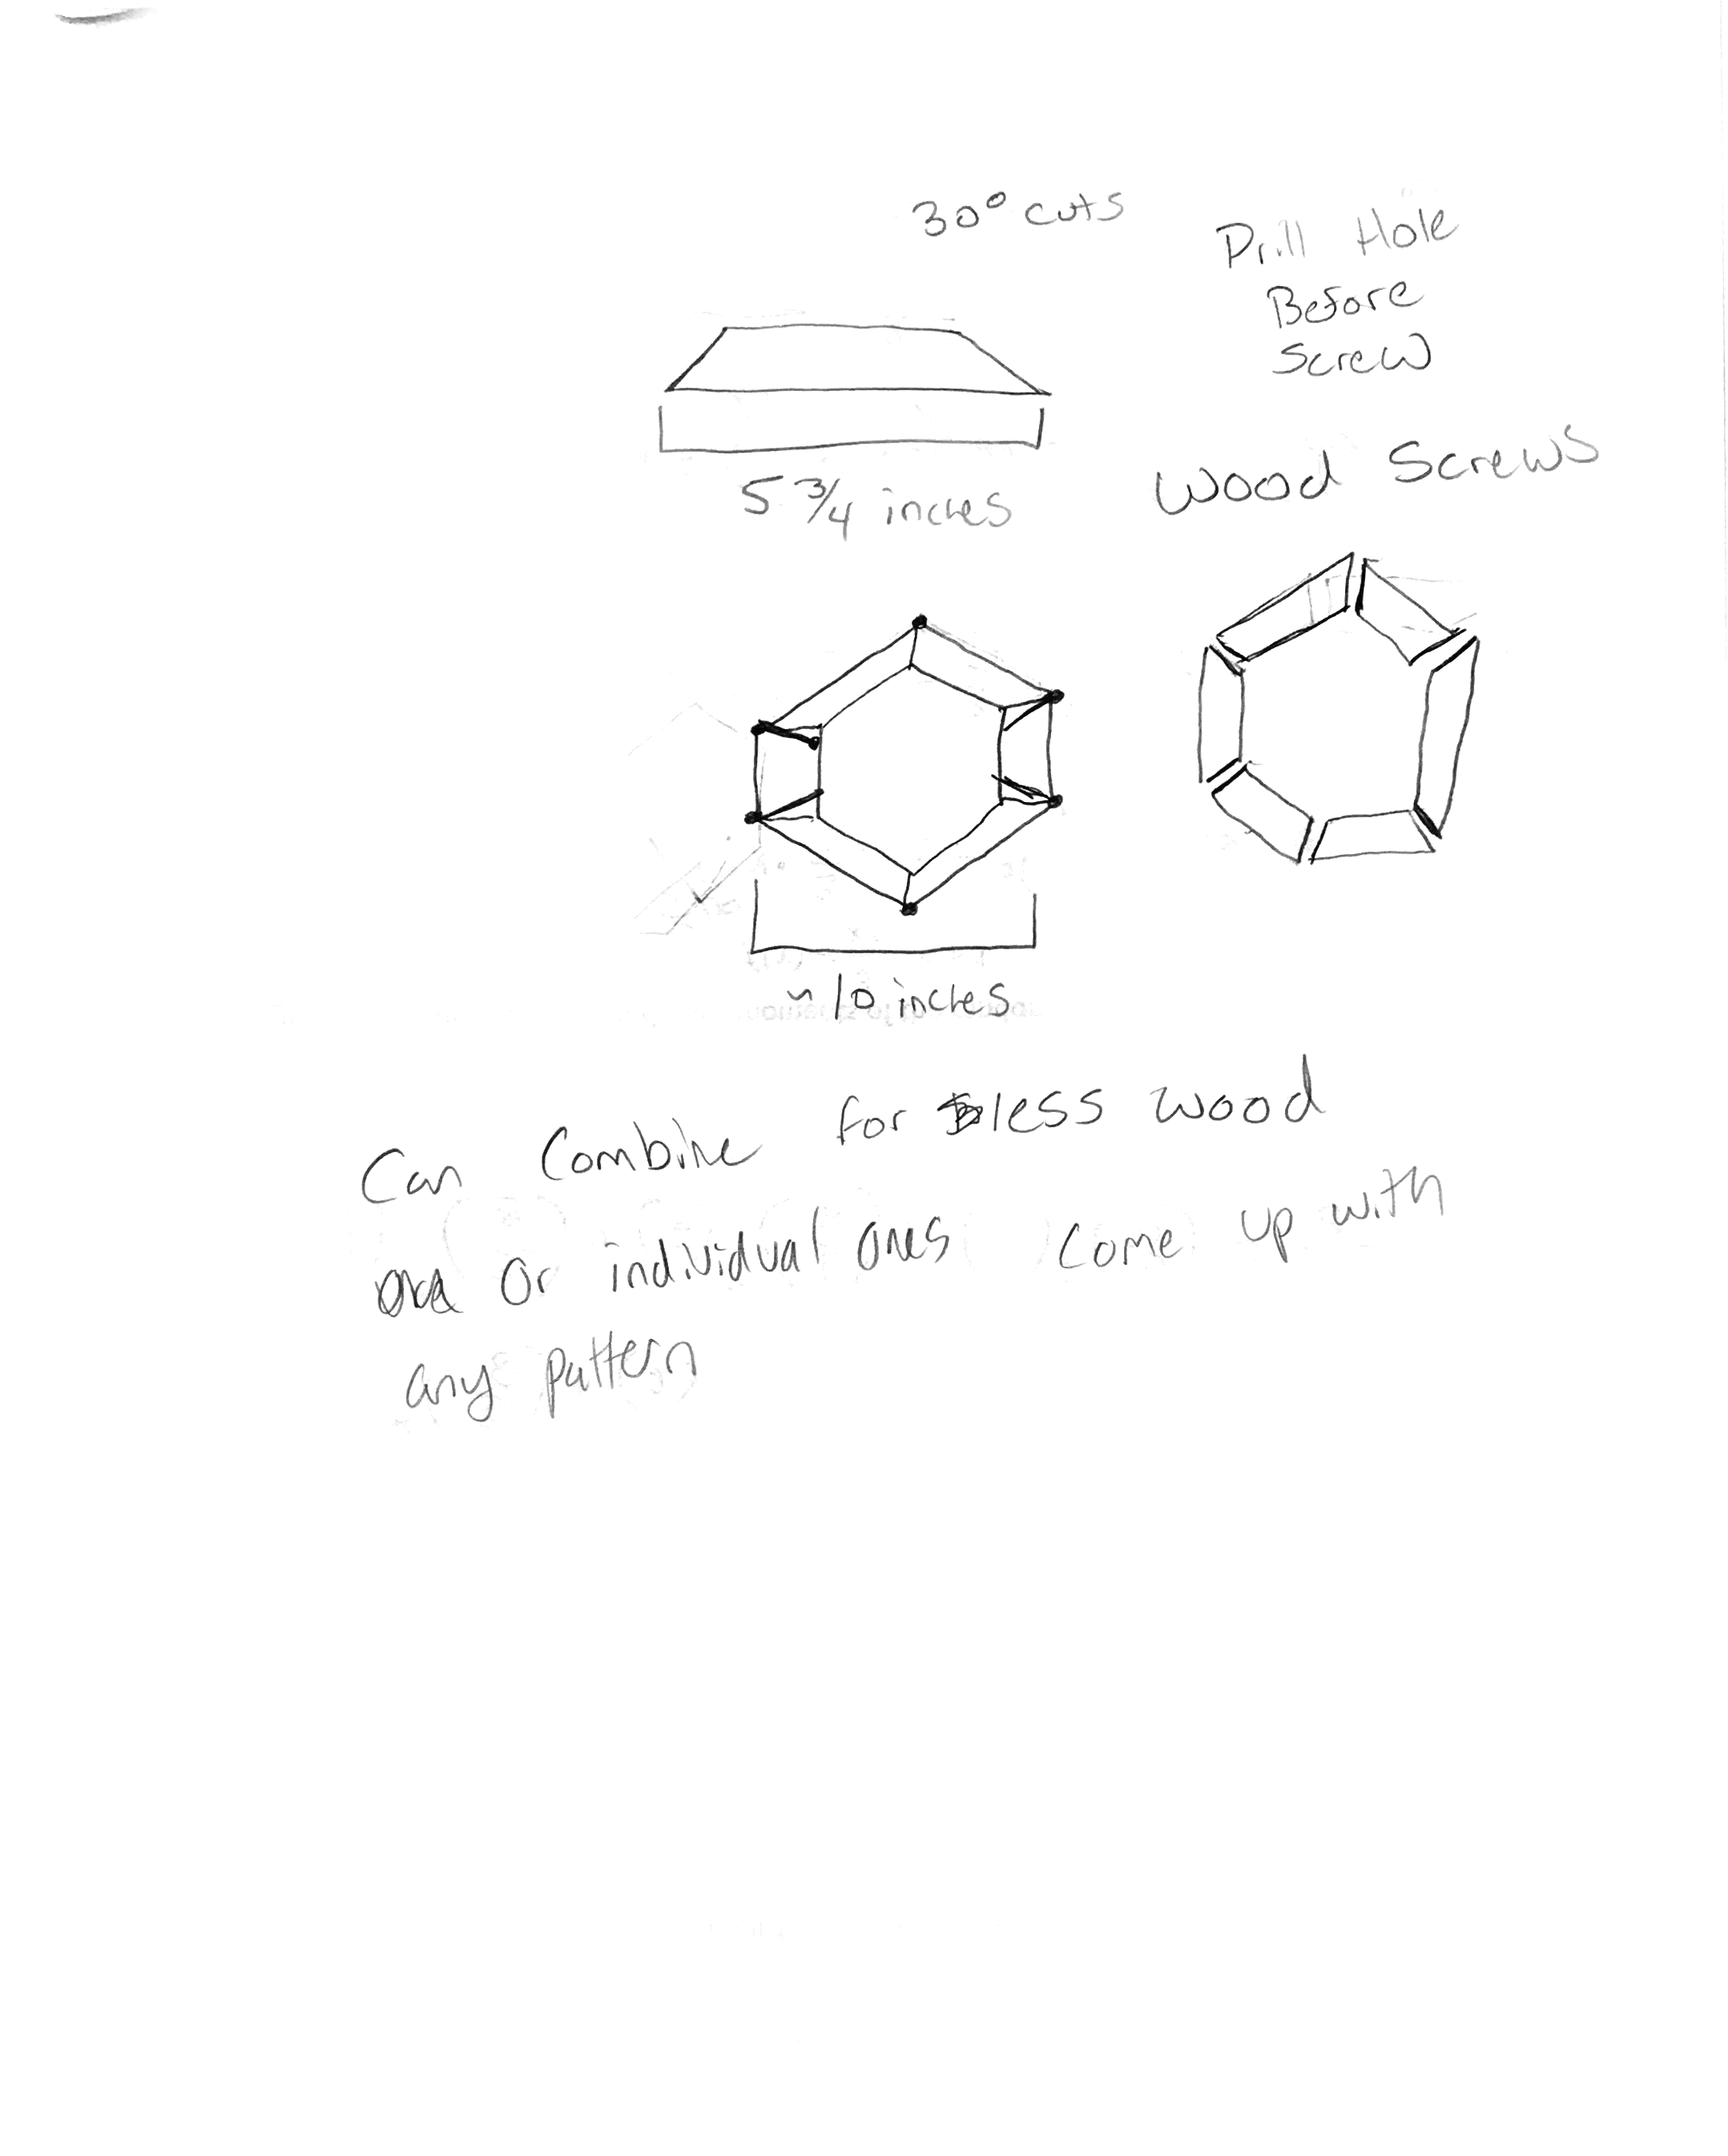 30° cuts
Drill Hole
Before
Screw
Wood Screws
5 3/4 inches
~10 inches
Can Combine for less wood
or individual ones Come up with
any pattern